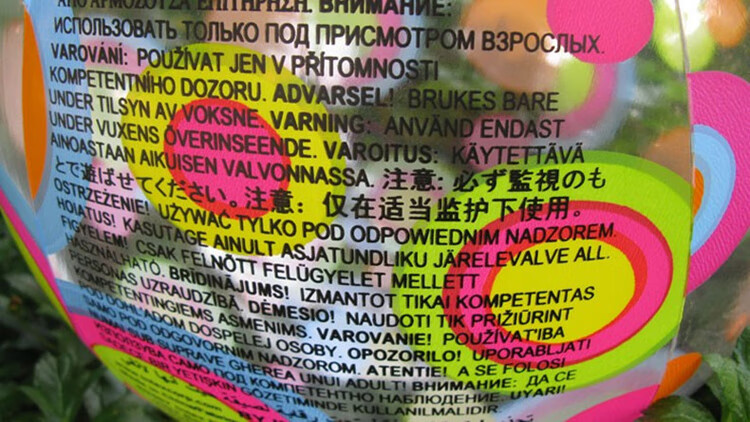 ΑΠΟ ΑΡΜΟΖΟΥΣΑ ΕΠΙΤΗΡΗΣΗ. ВНИМАНИЕ:
ИСПОЛЬЗОВАТЬ ТОЛЬКО ПОД ПРИСМОТРОМ ВЗРОСЛЫХ.
VAROVÁNÍ: POUŽÍVAT JEN V PŘÍTOMNOSTI
KOMPETENTNÍHO DOZORU. ADVARSEL! BRUKES BARE
UNDER TILSYN AV VOKSNE. VARNING: ANVÄND ENDAST
UNDER VUXENS ÖVERINSEENDE. VAROITUS: KÄYTETTÄVÄ
AINOASTAAN AIKUISEN VALVONNASSA. 注意: 必ず監視のも
とで遊ばせてください。注意: 仅在适当监护下使用。
OSTRZEŻENIE! UŻYWAĆ TYLKO POD ODPOWIEDNIM NADZOREM.
HOIATUS! KASUTAGE AINULT ASJATUNDLIKU JÄRELEVALVE ALL.
FIGYELEM! CSAK FELNŐTT FELÜGYELET MELLETT
HASZNÁLHATÓ. BRĪDINĀJUMS! IZMANTOT TIKAI KOMPETENTAS
PERSONAS UZRAUDZĪBĀ. DĖMESIO! NAUDOTI TIK PRIŽIŪRINT
KOMPETENTINGIEMS ASMENIMS. VAROVANIE! POUŽÍVAT'IBA
POD DOHL'ADOM DOSPELEJ OSOBY. OPOZORILO! UPORABLJATI
SAMO POD ODGOVORNIM NADZOROM. ATENTIE! A SE FOLOSI
NUMAI SUB SUPRAVEGHEREA UNUI ADULT! ВНИМАНИЕ: ДА СЕ
ИЗПОЛЗУВА САМО ПОД КОМПЕТЕНТНО НАБЛЮДЕНИЕ. UYARI!
YETİŞKİN GÖZETİMİNDE KULLANILMALIDIR.